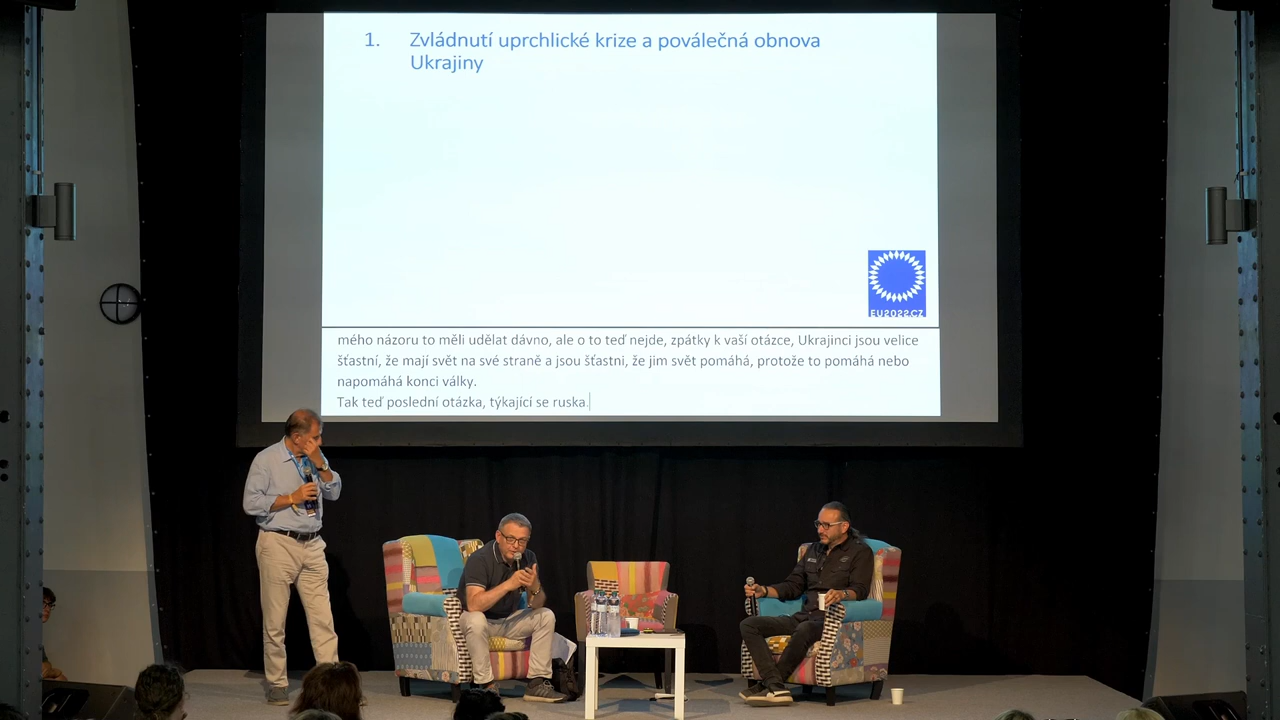 1. Zvládnutí uprchlické krize a poválečná obnova
Ukrajiny
EU2022.CZ
mého názoru to měli udělat dávno, ale o to teď nejde, zpátky k vaší otázce, Ukrajinci jsou velice
šťastní, že mají svět na své straně a jsou šťastni, že jim svět pomáhá, protože to pomáhá nebo
napomáhá konci války.
Tak teď poslední otázka, týkající se ruska.